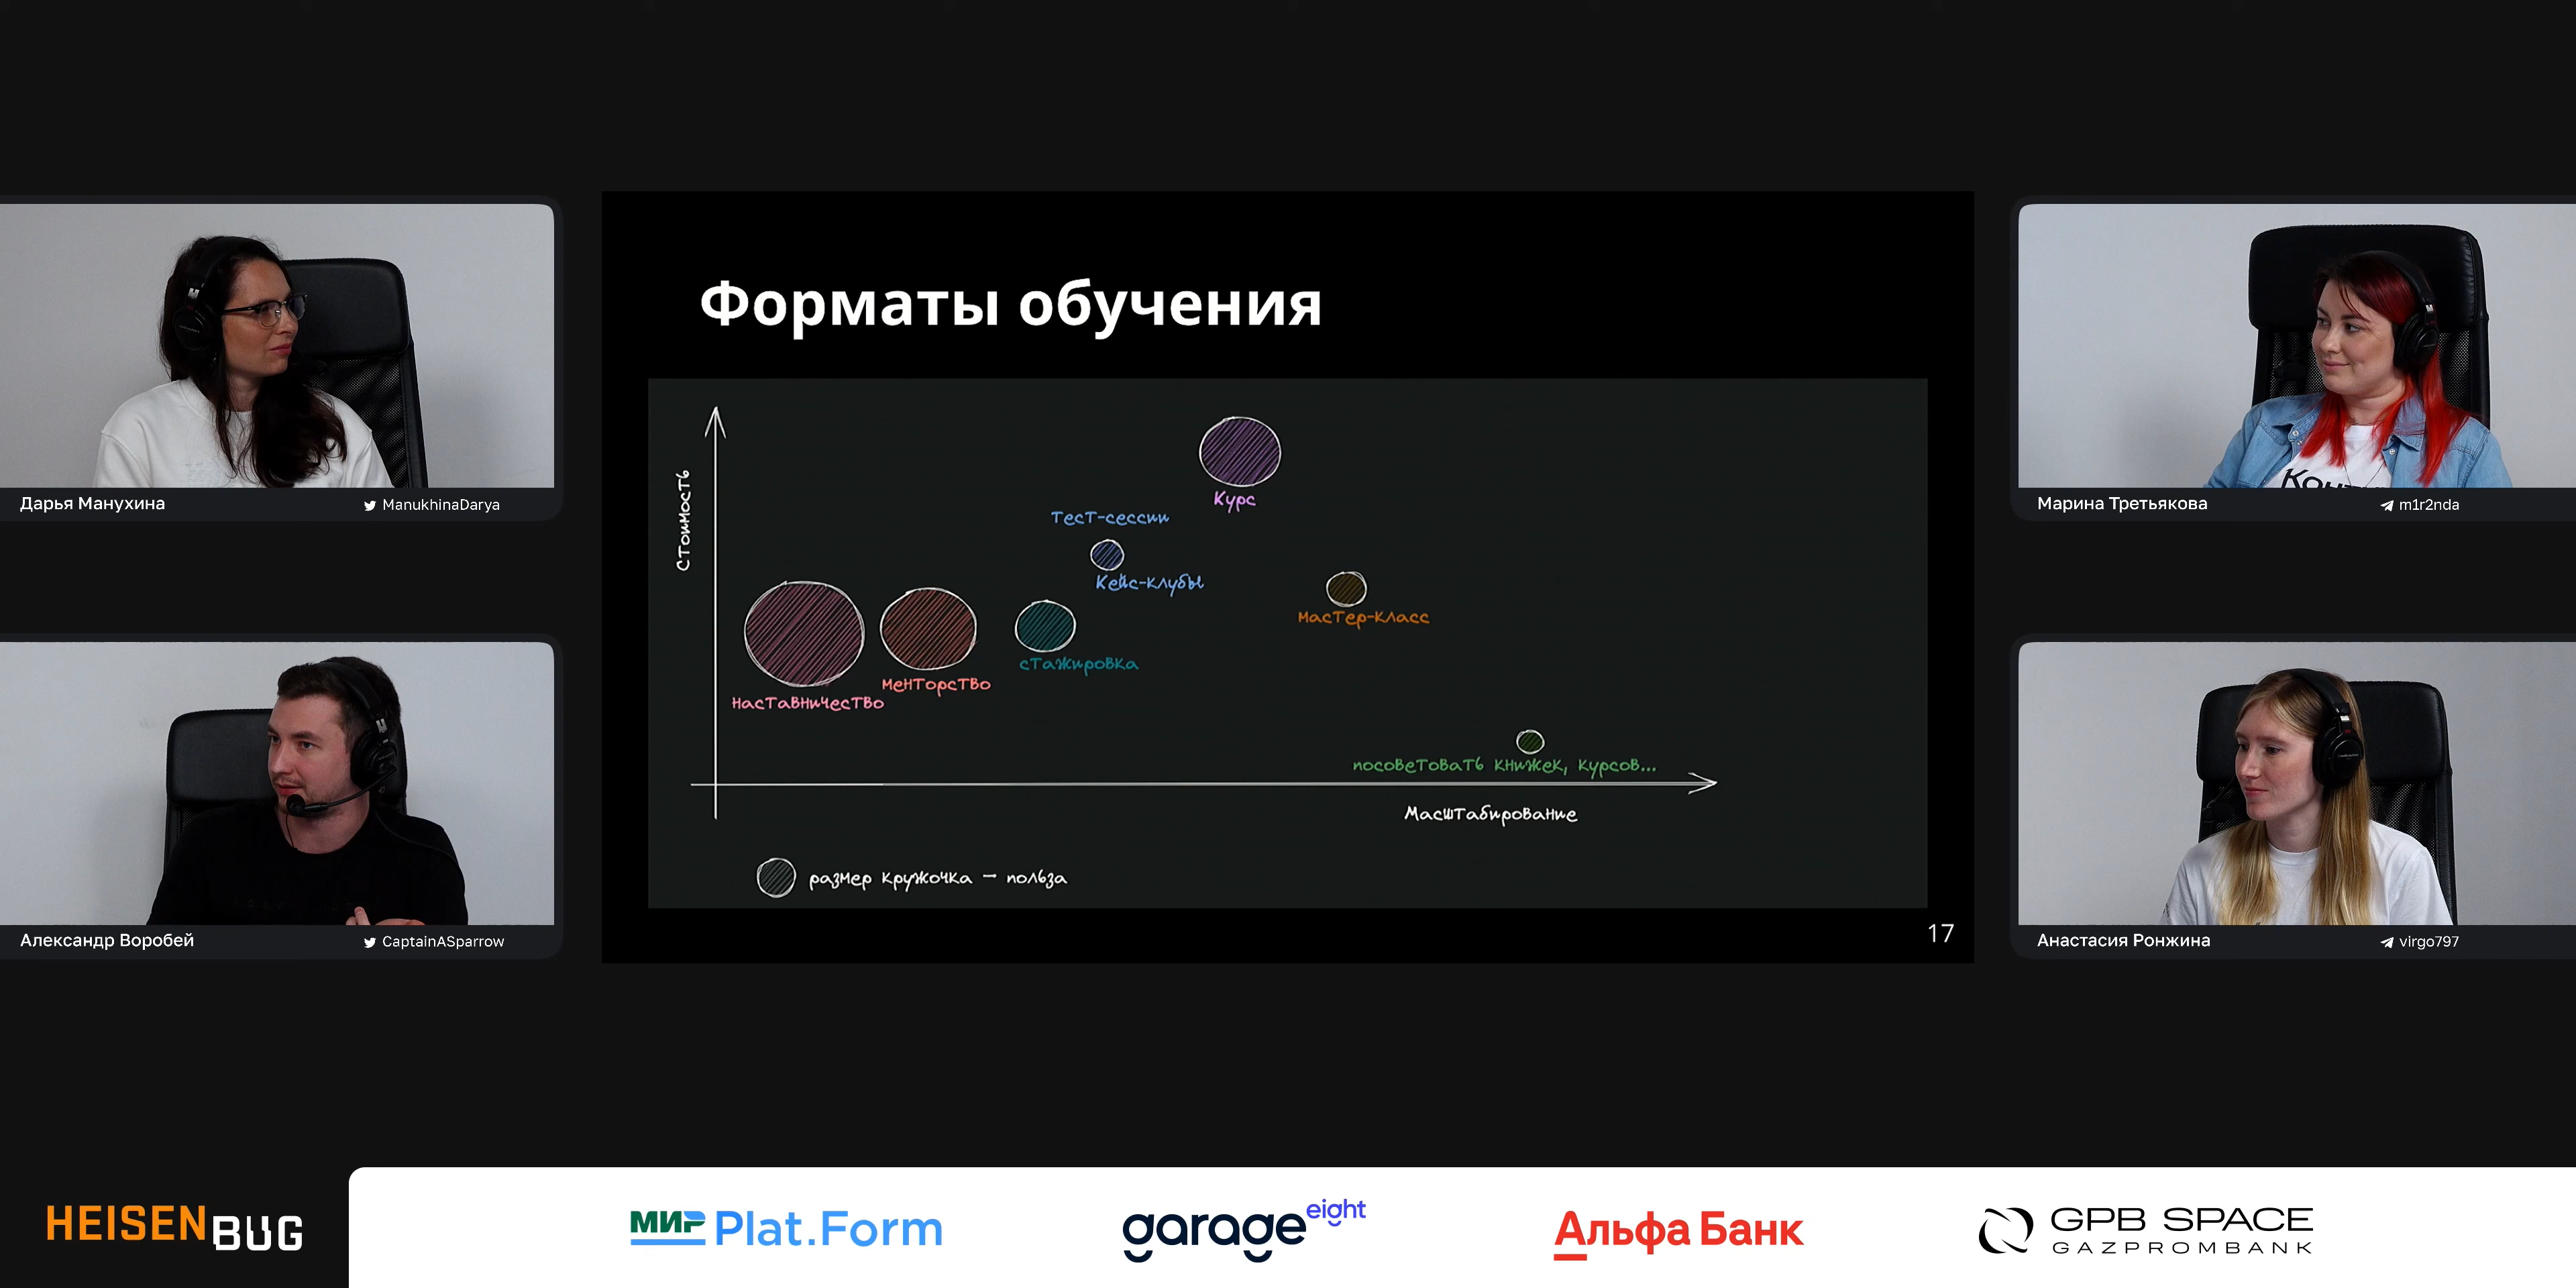 Форматы обучения
Стоимость
Курс
тест-сессии
Кейс-клубы
мастер-класс
стажировка
менторство
наставничество
посоветовать книжек, курсов...
Масштабирование
размер кружочка — польза
17
Дарья Манухина
ManukhinaDarya
Александр Воробей
CaptainASparrow
Марина Третьякова
m1r2nda
Анастасия Ронжина
virgo797
HEISENBUG
МИР Plat.Form
garage eight
Альфа Банк
GPB SPACE
GAZPROMBANK